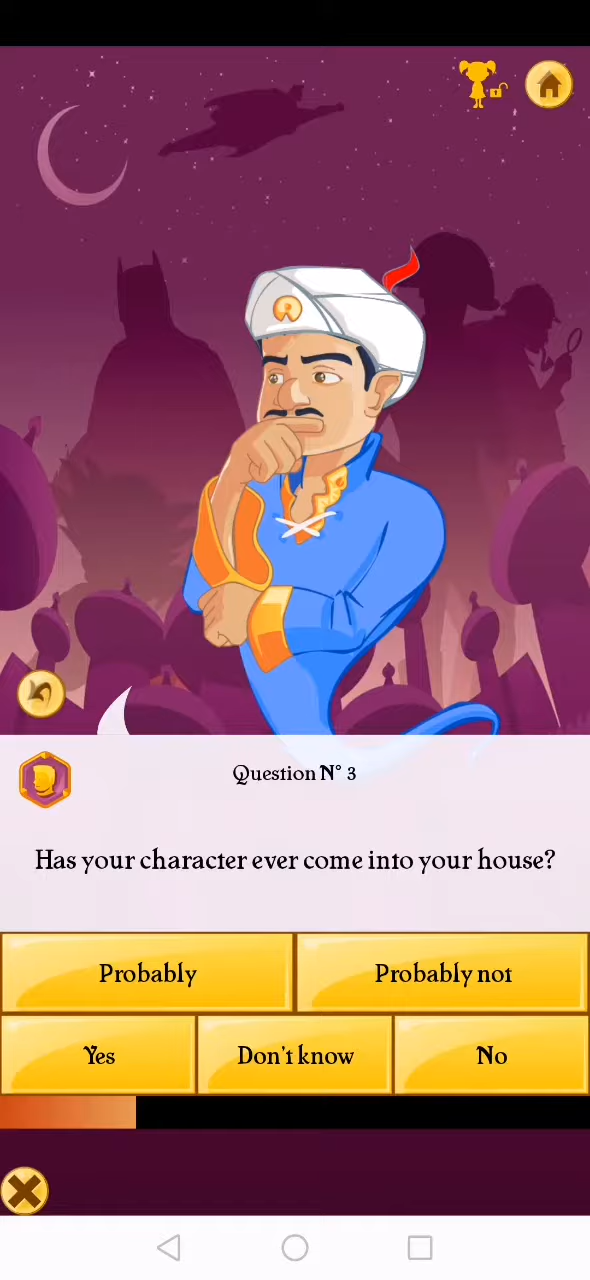 Question N° 3
Has your character ever come into your house?
Probably
Probably not
Yes
Don't know
No